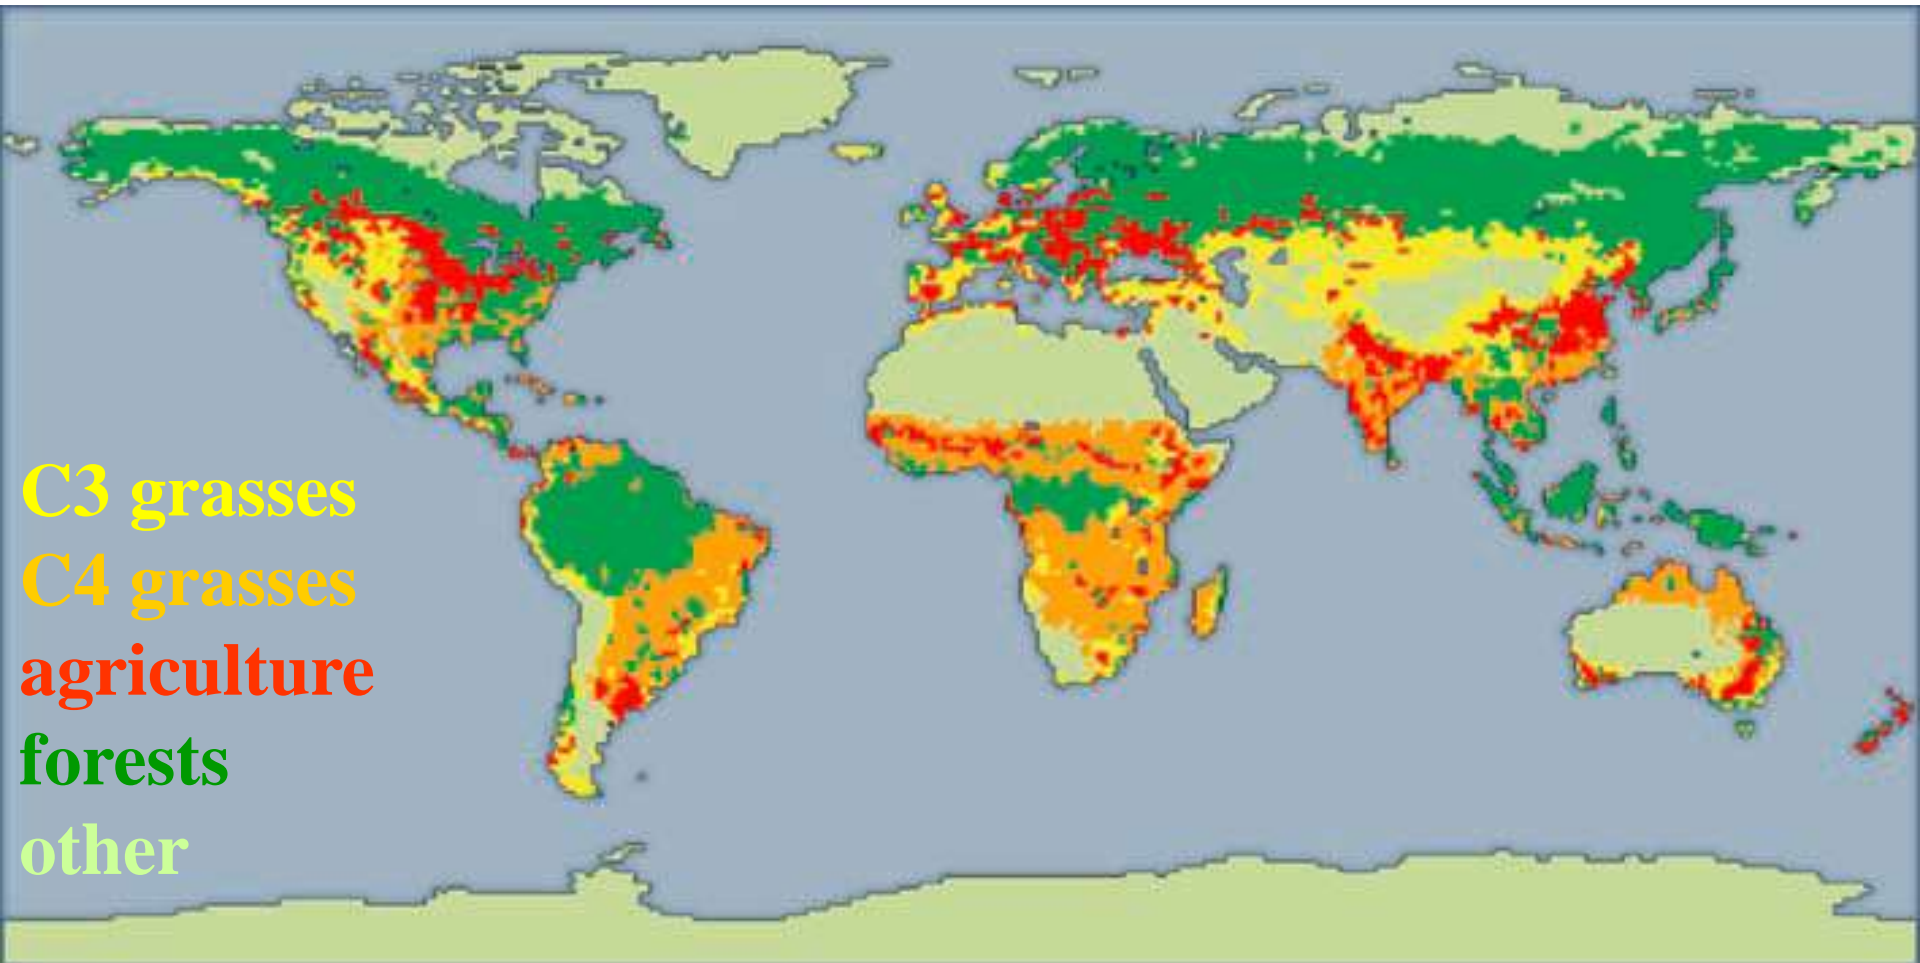 C3 grasses
C4 grasses
agriculture
forests
other